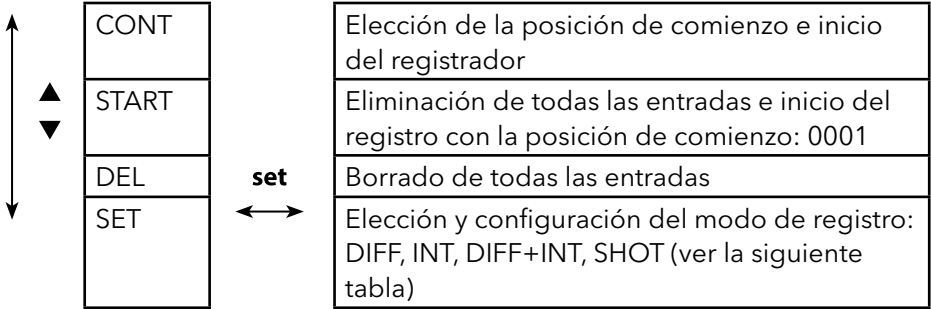 CONT
Elección de la posición de comienzo e inicio
del registrador
START
Eliminación de todas las entradas e inicio del
registro con la posición de comienzo: 0001
DEL
set
Borrado de todas las entradas
SET
Elección y configuración del modo de registro:
DIFF, INT, DIFF+INT, SHOT (ver la siguiente
tabla)